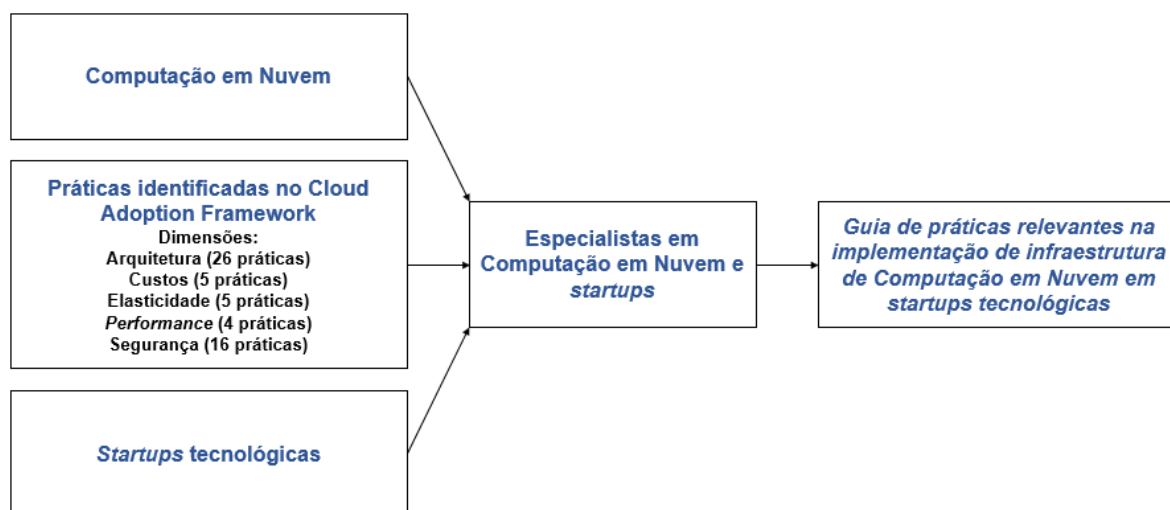 Computação em Nuvem
Práticas identificadas no Cloud
Adoption Framework
Dimensões:
Arquitetura (26 práticas)
Custos (5 práticas)
Elasticidade (5 práticas)
Performance (4 práticas)
Segurança (16 práticas)
Startups tecnológicas
Especialistas em
Computação em Nuvem e
startups
Guia de práticas relevantes na
implementação de infraestrutura
de Computação em Nuvem em
startups tecnológicas